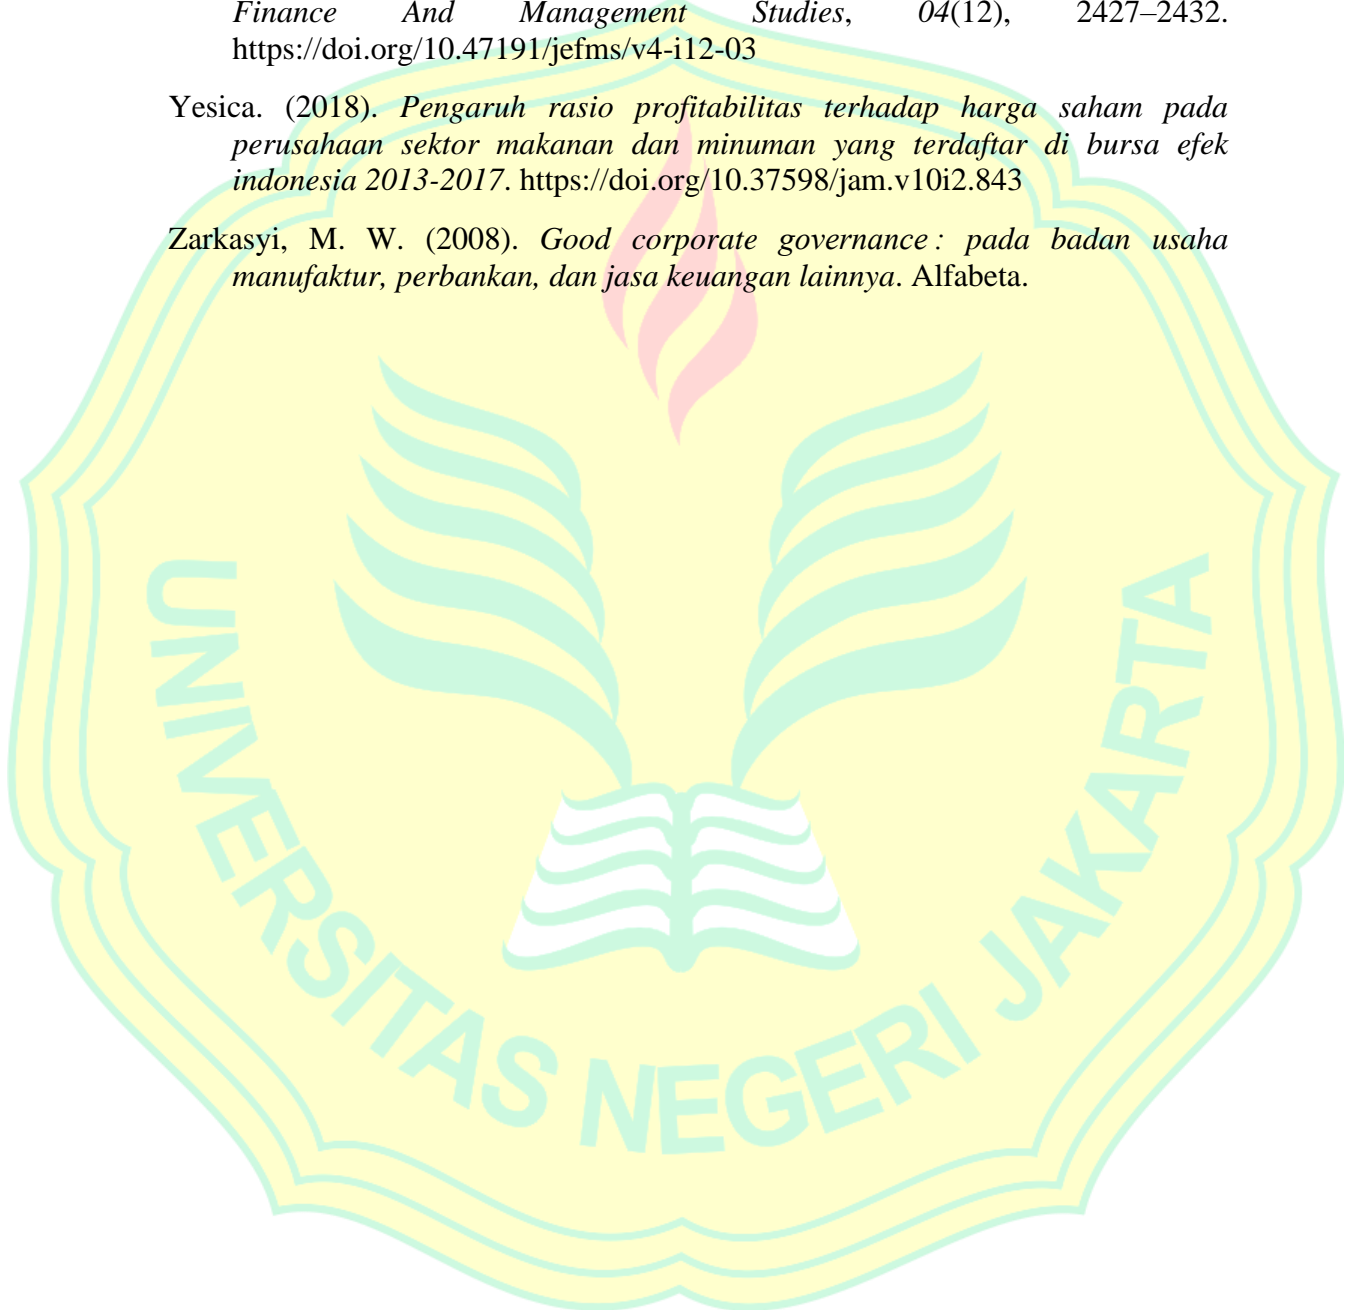 Finance And Management Studies, 04(12), 2427–2432.
https://doi.org/10.47191/jefms/v4-i12-03
Yesica. (2018). Pengaruh rasio profitabilitas terhadap harga saham pada
perusahaan sektor makanan dan minuman yang terdaftar di bursa efek
indonesia 2013-2017. https://doi.org/10.37598/jam.v10i2.843
Zarkasyi, M. W. (2008). Good corporate governance : pada badan usaha
manufaktur, perbankan, dan jasa keuangan lainnya. Alfabeta.
UNIVERSITAS NEGERI JAKARTA